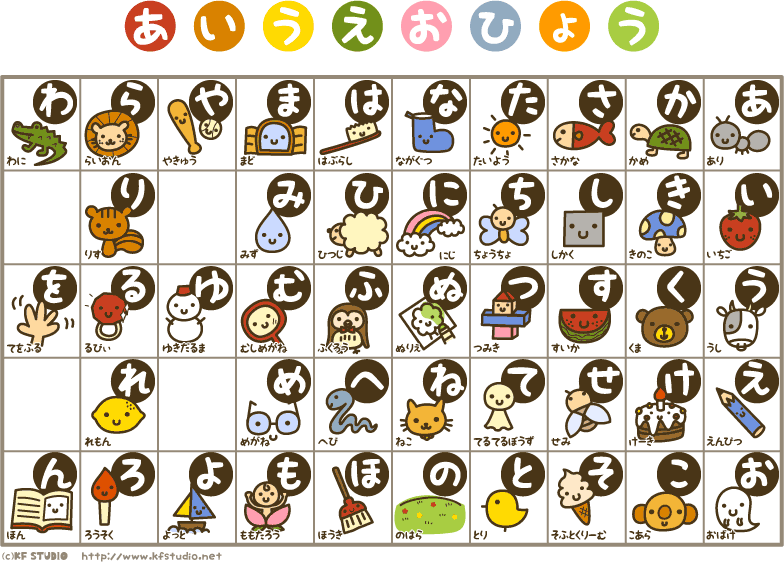 あいうえおひょう
わ ら や ま は な た さ か あ
わに らいおん やきゅう まど はぶらし ながぐつ たいよう さかな かめ あり
り み ひ に ち し き い
りす みず ひつじ にじ ちょうちょ しかく きのこ いちご
を る ゆ む ふ ぬ つ す く う
てをふる るびぃ ゆきだるま むしめがね ふくろう ぬりえ つみき すいか くま うし
れ め へ ね て せ け え
れもん めがね へび ねこ てるてるぼうず せみ けーき えんぴつ
ん ろ よ も ほ の と そ こ お
ほん ろうそく よっと ももたろう ほうき のはら とり そふとくりーむ こあら おばけ
(c)KF STUDIO http://www.kfstudio.net